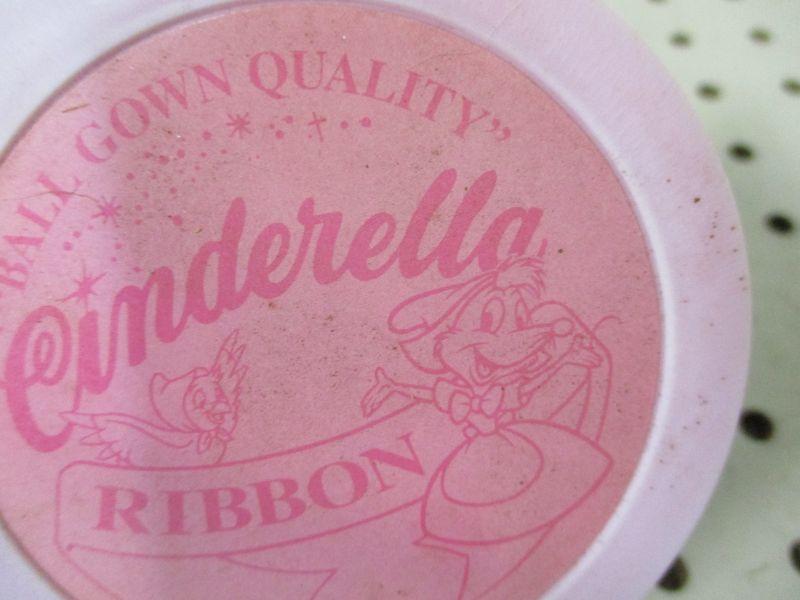 "BALL GOWN QUALITY"
Cinderella
RIBBON